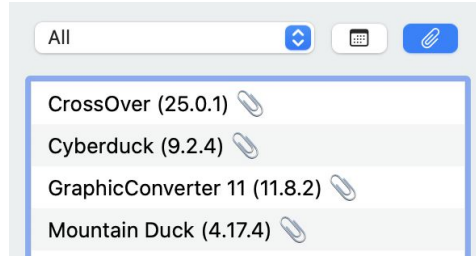 All
CrossOver (25.0.1)
Cyberduck (9.2.4)
GraphicConverter 11 (11.8.2)
Mountain Duck (4.17.4)